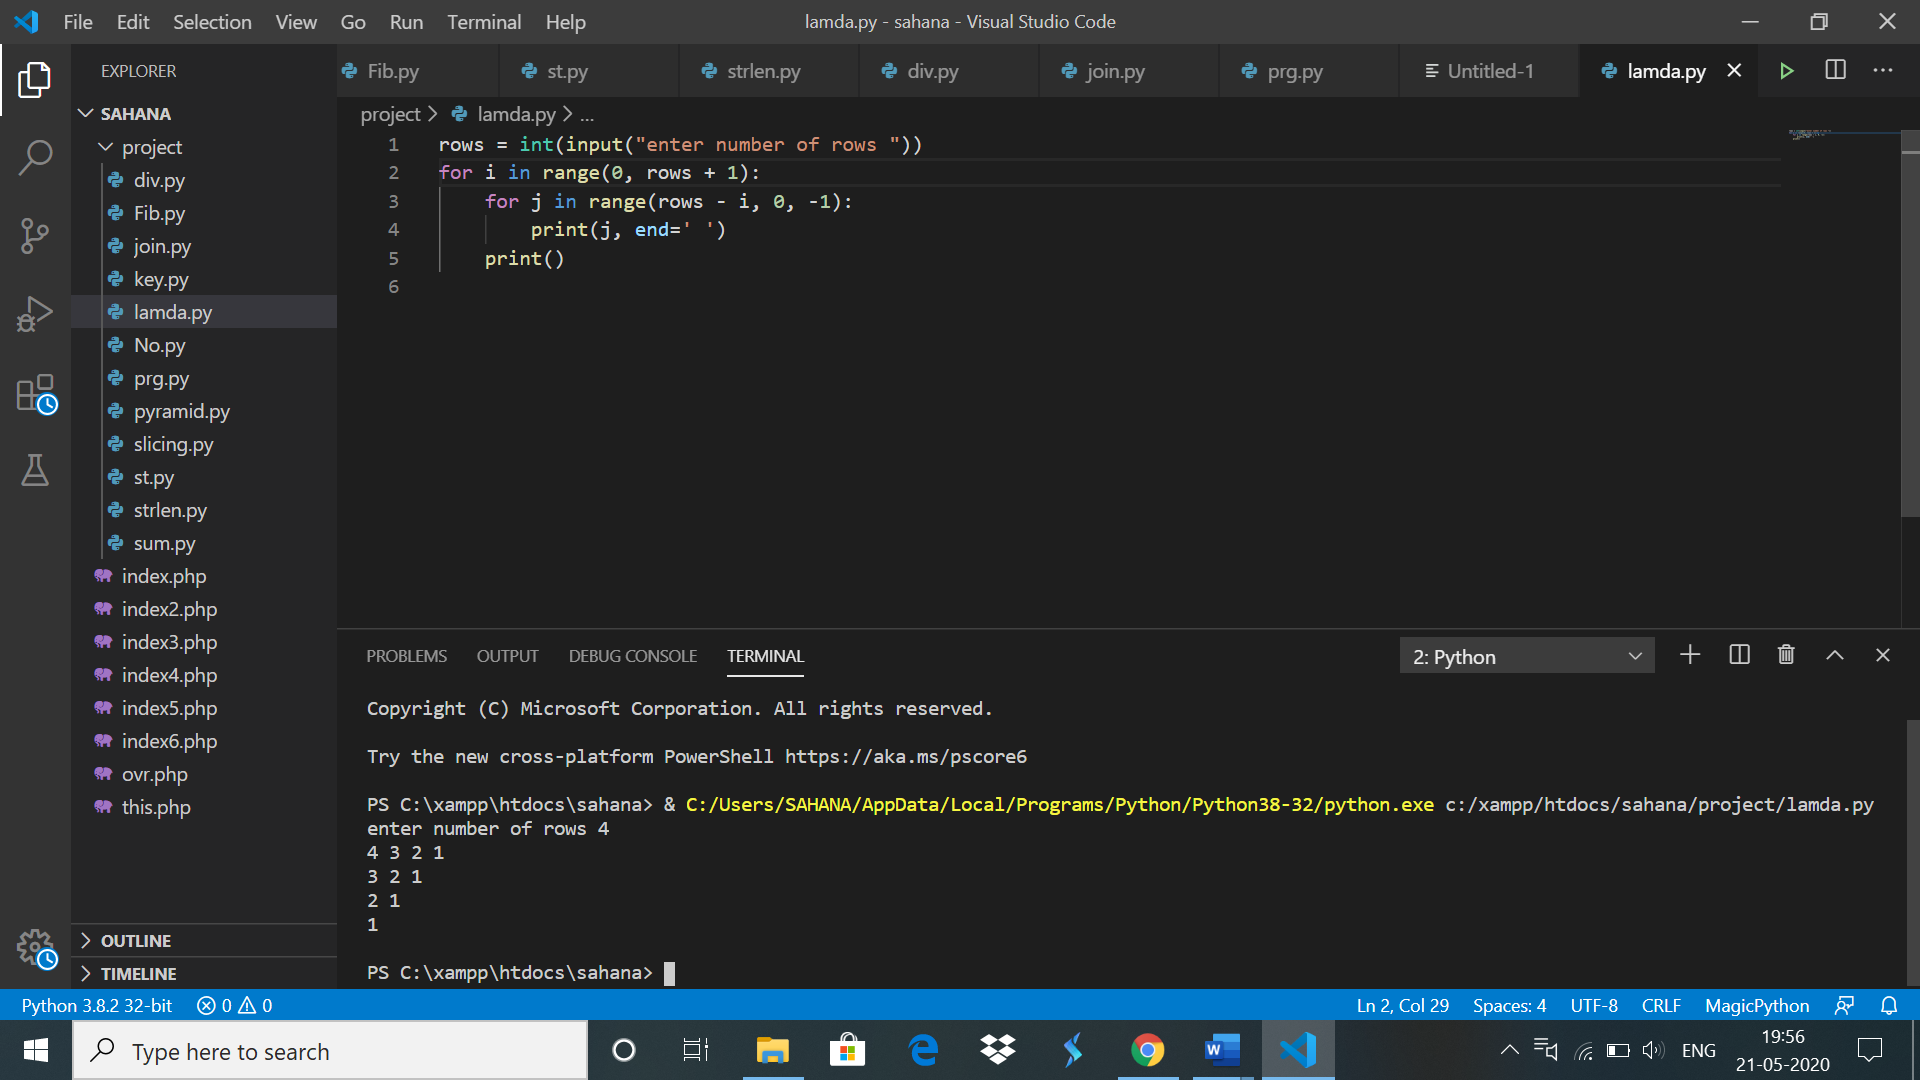 File Edit Selection View Go Run Terminal Help lamda.py - sahana - Visual Studio Code
EXPLORER
Fib.py st.py strlen.py div.py join.py prg.py Untitled-1 lamda.py
SAHANA
project
div.py
Fib.py
join.py
key.py
lamda.py
No.py
prg.py
pyramid.py
slicing.py
st.py
strlen.py
sum.py
index.php
index2.php
index3.php
index4.php
index5.php
index6.php
ovr.php
this.php
OUTLINE
TIMELINE
project > lamda.py > ...
1 rows = int(input("enter number of rows "))
2 for i in range(0, rows + 1):
3     for j in range(rows - i, 0, -1):
4         print(j, end=' ')
5     print()
6
PROBLEMS OUTPUT DEBUG CONSOLE TERMINAL 2: Python
Copyright (C) Microsoft Corporation. All rights reserved.
Try the new cross-platform PowerShell https://aka.ms/pscore6
PS C:\xampp\htdocs\sahana> & C:/Users/SAHANA/AppData/Local/Programs/Python/Python38-32/python.exe c:/xampp/htdocs/sahana/project/lamda.py
enter number of rows 4
4 3 2 1
3 2 1
2 1
1
PS C:\xampp\htdocs\sahana>
Python 3.8.2 32-bit 0 0 Ln 2, Col 29 Spaces: 4 UTF-8 CRLF MagicPython
Type here to search
ENG
19:56
21-05-2020